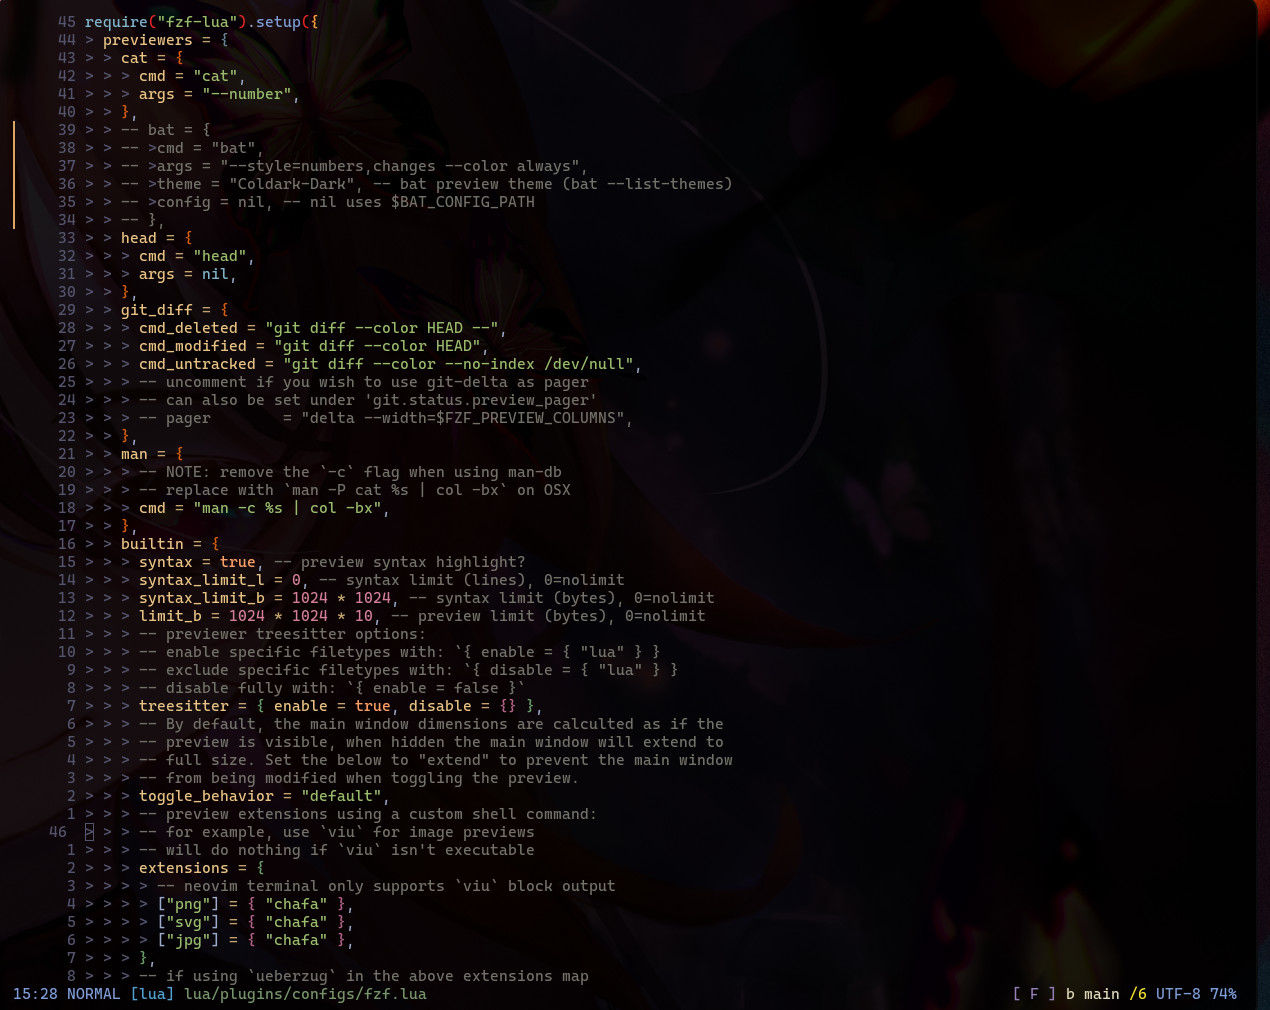 45 require("fzf-lua").setup({
44 > previewers = {
43 > > cat = {
42 > > > cmd = "cat",
41 > > > args = "--number",
40 > > },
39 > > -- bat = {
38 > > -- >cmd = "bat",
37 > > -- >args = "--style=numbers,changes --color always",
36 > > -- >theme = "Coldark-Dark", -- bat preview theme (bat --list-themes)
35 > > -- >config = nil, -- nil uses $BAT_CONFIG_PATH
34 > > -- },
33 > > head = {
32 > > > cmd = "head",
31 > > > args = nil,
30 > > },
29 > > git_diff = {
28 > > > cmd_deleted = "git diff --color HEAD --",
27 > > > cmd_modified = "git diff --color HEAD",
26 > > > cmd_untracked = "git diff --color --no-index /dev/null",
25 > > > -- uncomment if you wish to use git-delta as pager
24 > > > -- can also be set under 'git.status.preview_pager'
23 > > > -- pager        = "delta --width=$FZF_PREVIEW_COLUMNS",
22 > > },
21 > > man = {
20 > > > -- NOTE: remove the `-c` flag when using man-db
19 > > > -- replace with `man -P cat %s | col -bx` on OSX
18 > > > cmd = "man -c %s | col -bx",
17 > > },
16 > > builtin = {
15 > > > syntax = true, -- preview syntax highlight?
14 > > > syntax_limit_l = 0, -- syntax limit (lines), 0=nolimit
13 > > > syntax_limit_b = 1024 * 1024, -- syntax limit (bytes), 0=nolimit
12 > > > limit_b = 1024 * 1024 * 10, -- preview limit (bytes), 0=nolimit
11 > > > -- previewer treesitter options:
10 > > > -- enable specific filetypes with: `{ enable = { "lua" } }
9 > > > -- exclude specific filetypes with: `{ disable = { "lua" } }
8 > > > -- disable fully with: `{ enable = false }`
7 > > > treesitter = { enable = true, disable = {} },
6 > > > -- By default, the main window dimensions are calculted as if the
5 > > > -- preview is visible, when hidden the main window will extend to
4 > > > -- full size. Set the below to "extend" to prevent the main window
3 > > > -- from being modified when toggling the preview.
2 > > > toggle_behavior = "default",
1 > > > -- preview extensions using a custom shell command:
46 > > > -- for example, use `viu` for image previews
1 > > > -- will do nothing if `viu` isn't executable
2 > > > extensions = {
3 > > > > -- neovim terminal only supports `viu` block output
4 > > > > ["png"] = { "chafa" },
5 > > > > ["svg"] = { "chafa" },
6 > > > > ["jpg"] = { "chafa" },
7 > > > },
8 > > > -- if using `ueberzug` in the above extensions map
15:28 NORMAL [lua] lua/plugins/configs/fzf.lua [ F ] b main /6 UTF-8 74%